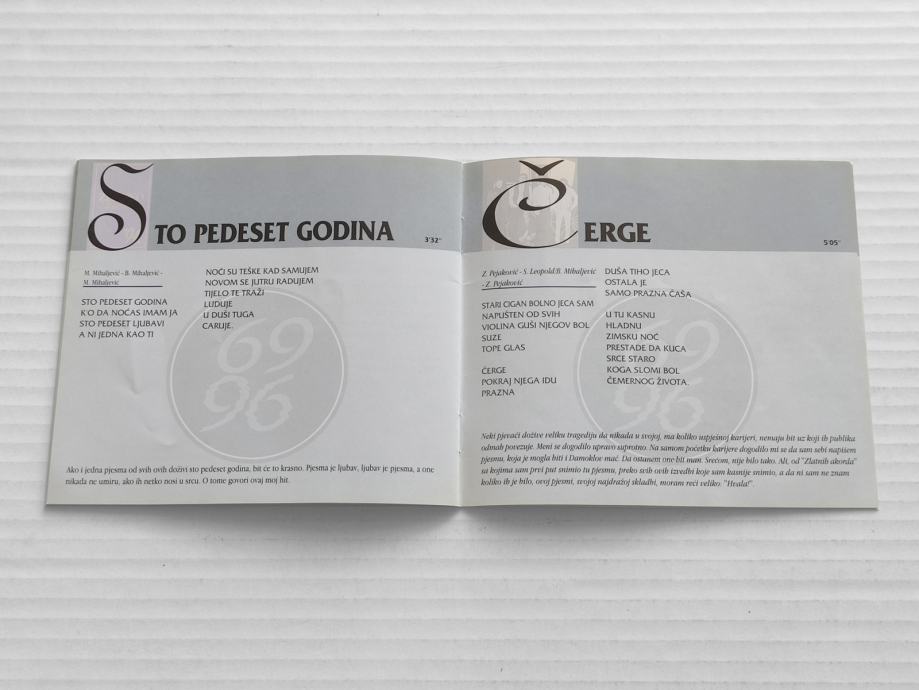 STO PEDESET GODINA
3'32"
M. Mihaljević - B. Mihaljević -
M. Mihaljević
STO PEDESET GODINA
K'O DA NOĆAS IMAM JA
STO PEDESET LJUBAVI
A NI JEDNA KAO TI
NOĆI SU TEŠKE KAD SAMUJEM
NOVOM SE JUTRU RADUJEM
TIJELO TE TRAŽI
LUDUJE
U DUŠI TUGA
CARUJE.
69
96
Ako i jedna pjesma od svih ovih doživi sto pedeset godina, bit će to krasno. Pjesma je ljubav, ljubav je pjesma, a one
nikada ne umiru, ako ih netko nosi u srcu. O tome govori ovaj moj hit.
ČERGE
5'05"
Z. Pejaković - S. Leopold/B. Mihaljević
- Z. Pejaković
STARI CIGAN BOLNO JECA SAM
NAPUŠTEN OD SVIH
VIOLINA GUŠI NJEGOV BOL
SUZE
TOPE GLAS
ČERGE
POKRAJ NJEGA IDU
PRAZNA
DUŠA TIHO JECA
OSTALA JE
SAMO PRAZNA ČAŠA
U TU KASNU
HLADNU
ZIMSKU NOĆ
PRESTADE DA KUCA
SRCE STARO
KOGA SLOMI BOL
ČEMERNOG ŽIVOTA.
69
96
Neki pjevači dožive veliku tragediju da nikada u svojoj, ma koliko uspješnoj karijeri, nemaju hit uz koji ih publika
odmah povezuje. Meni se dogodilo upravo suprotno. Na samom početku karijere dogodilo mi se da sam sebi napišem
pjesmu, koja je mogla biti i Damoklov mač. Da ostanem one-hit man. Srećom, nije bilo tako. Ali, od "Zlatnih akorda"
sa kojima sam prvi put snimio tu pjesmu, preko svih ovih izvedbi koje sam kasnije snimio, a da ni sam ne znam
koliko ih je bilo, ovoj pjesmi, svojoj najdražoj skladbi, moram reći veliko: "Hvala!".